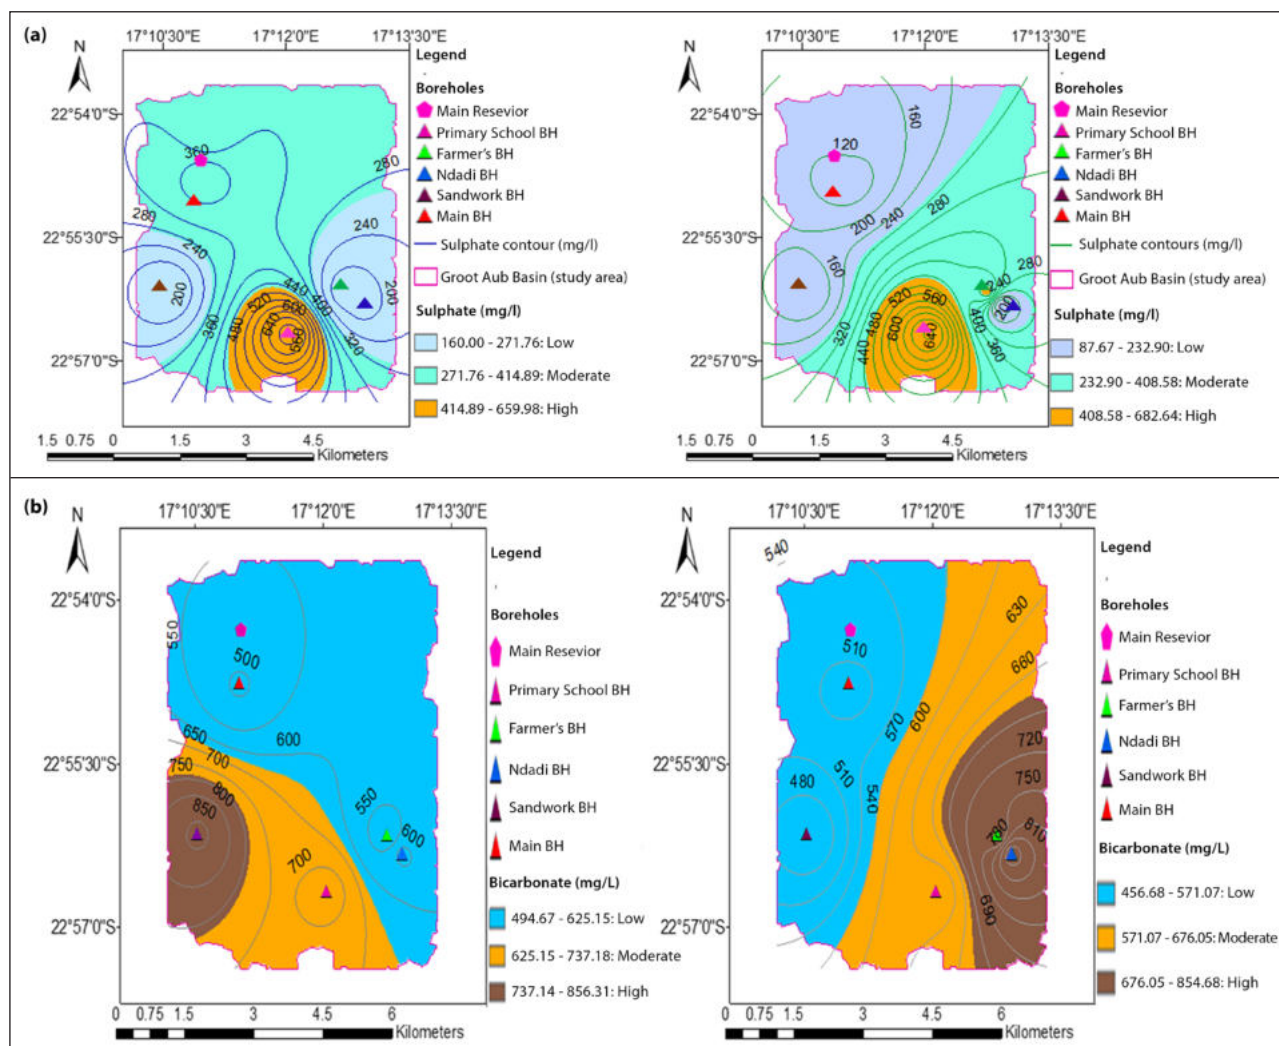 (a)
17°10'30"E 17°12'0"E 17°13'30"E
N
22°54'0"S
22°55'30"S
22°57'0"S
360
280
280
240
240
200
200
360
480
520
440
600
640
660
400
320
1.5 0.75 0 1.5 3 4.5
Kilometers
Legend
Boreholes
Main Resevior
Primary School BH
Farmer's BH
Ndadi BH
Sandwork BH
Main BH
Sulphate contour (mg/l)
Groot Aub Basin (study area)
Sulphate (mg/l)
160.00 - 271.76: Low
271.76 - 414.89: Moderate
414.89 - 659.98: High
17°10'30"E 17°12'0"E 17°13'30"E
N
22°54'0"S
22°55'30"S
22°57'0"S
160
120
280
240
200
160
280
240
200
320
440
480
520
560
600
640
400
360
1.5 0.75 0 1.5 3 4.5
Kilometers
Legend
Boreholes
Main Resevior
Primary School BH
Farmer's BH
Ndadi BH
Sandwork BH
Main BH
Sulphate contours (mg/l)
Groot Aub Basin (study area)
Sulphate (mg/l)
87.67 - 232.90: Low
232.90 - 408.58: Moderate
408.58 - 682.64: High
(b)
17°10'30"E 17°12'0"E 17°13'30"E
N
22°54'0"S
22°55'30"S
22°57'0"S
550
500
650
600
700
750
800
850
550
600
700
0 0.75 1.5 3 4.5 6
Kilometers
Legend
Boreholes
Main Resevior
Primary School BH
Farmer's BH
Ndadi BH
Sandwork BH
Main BH
Bicarbonate (mg/L)
494.67 - 625.15: Low
625.15 - 737.18: Moderate
737.14 - 856.31: High
17°10'30"E 17°12'0"E 17°13'30"E
N
22°54'0"S
22°55'30"S
22°57'0"S
540
630
510
660
600
570
720
510
480
540
750
780
810
690
0 0.75 1.5 3 4.5 6
Kilometers
Legend
Boreholes
Main Resevior
Primary School BH
Farmer's BH
Ndadi BH
Sandwork BH
Main BH
Bicarbonate (mg/L)
456.68 - 571.07: Low
571.07 - 676.05: Moderate
676.05 - 854.68: High